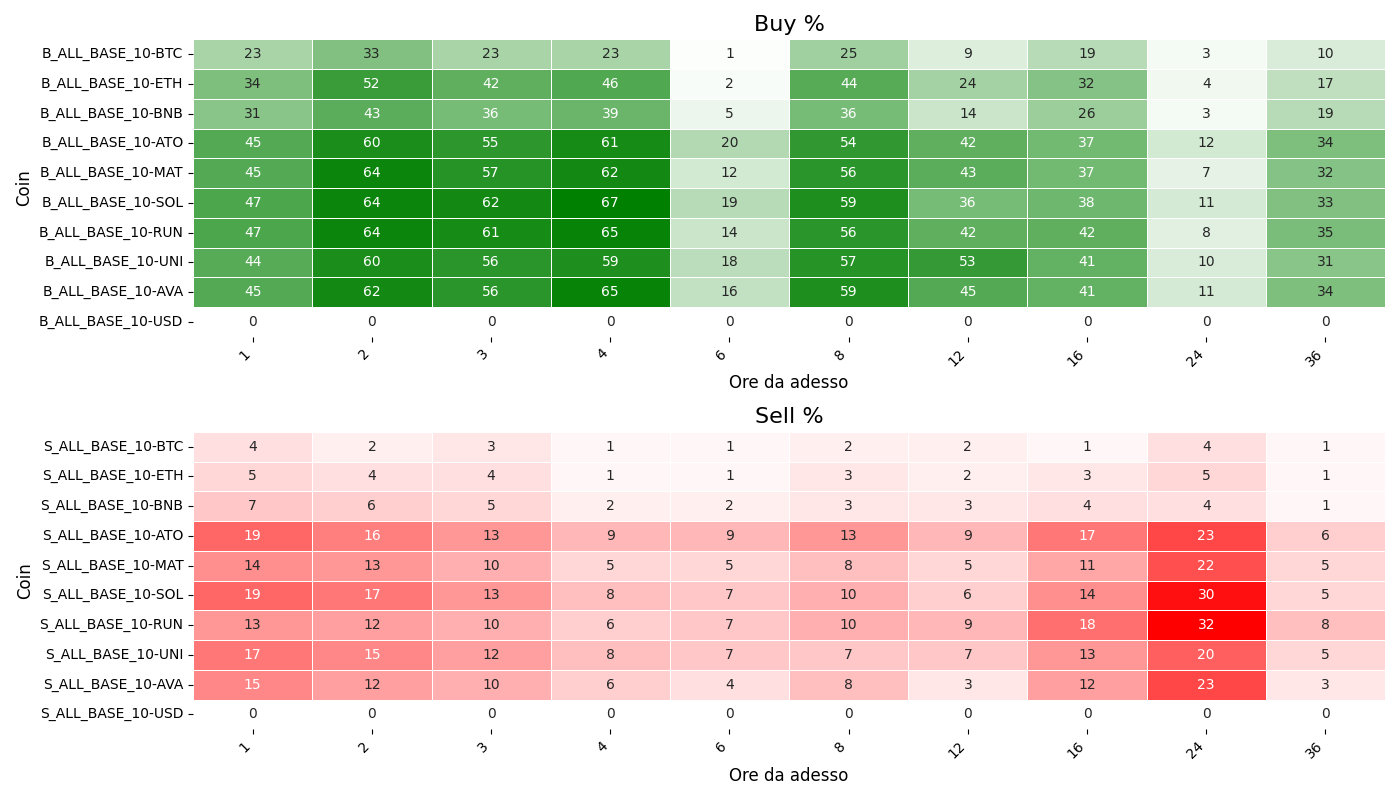 Buy %
B_ALL_BASE_10-BTC 23 33 23 23 1 25 9 19 3 10
B_ALL_BASE_10-ETH 34 52 42 46 2 44 24 32 4 17
B_ALL_BASE_10-BNB 31 43 36 39 5 36 14 26 3 19
B_ALL_BASE_10-ATO 45 60 55 61 20 54 42 37 12 34
B_ALL_BASE_10-MAT 45 64 57 62 12 56 43 37 7 32
B_ALL_BASE_10-SOL 47 64 62 67 19 59 36 38 11 33
B_ALL_BASE_10-RUN 47 64 61 65 14 56 42 42 8 35
B_ALL_BASE_10-UNI 44 60 56 59 18 57 53 41 10 31
B_ALL_BASE_10-AVA 45 62 56 65 16 59 45 41 11 34
B_ALL_BASE_10-USD 0 0 0 0 0 0 0 0 0 0
Coin
1 2 3 4 6 8 12 16 24 36
Ore da adesso
Sell %
S_ALL_BASE_10-BTC 4 2 3 1 1 2 2 1 4 1
S_ALL_BASE_10-ETH 5 4 4 1 1 3 2 3 5 1
S_ALL_BASE_10-BNB 7 6 5 2 2 3 3 4 4 1
S_ALL_BASE_10-ATO 19 16 13 9 9 13 9 17 23 6
S_ALL_BASE_10-MAT 14 13 10 5 5 8 5 11 22 5
S_ALL_BASE_10-SOL 19 17 13 8 7 10 6 14 30 5
S_ALL_BASE_10-RUN 13 12 10 6 7 10 9 18 32 8
S_ALL_BASE_10-UNI 17 15 12 8 7 7 7 13 20 5
S_ALL_BASE_10-AVA 15 12 10 6 4 8 3 12 23 3
S_ALL_BASE_10-USD 0 0 0 0 0 0 0 0 0 0
Coin
1 2 3 4 6 8 12 16 24 36
Ore da adesso